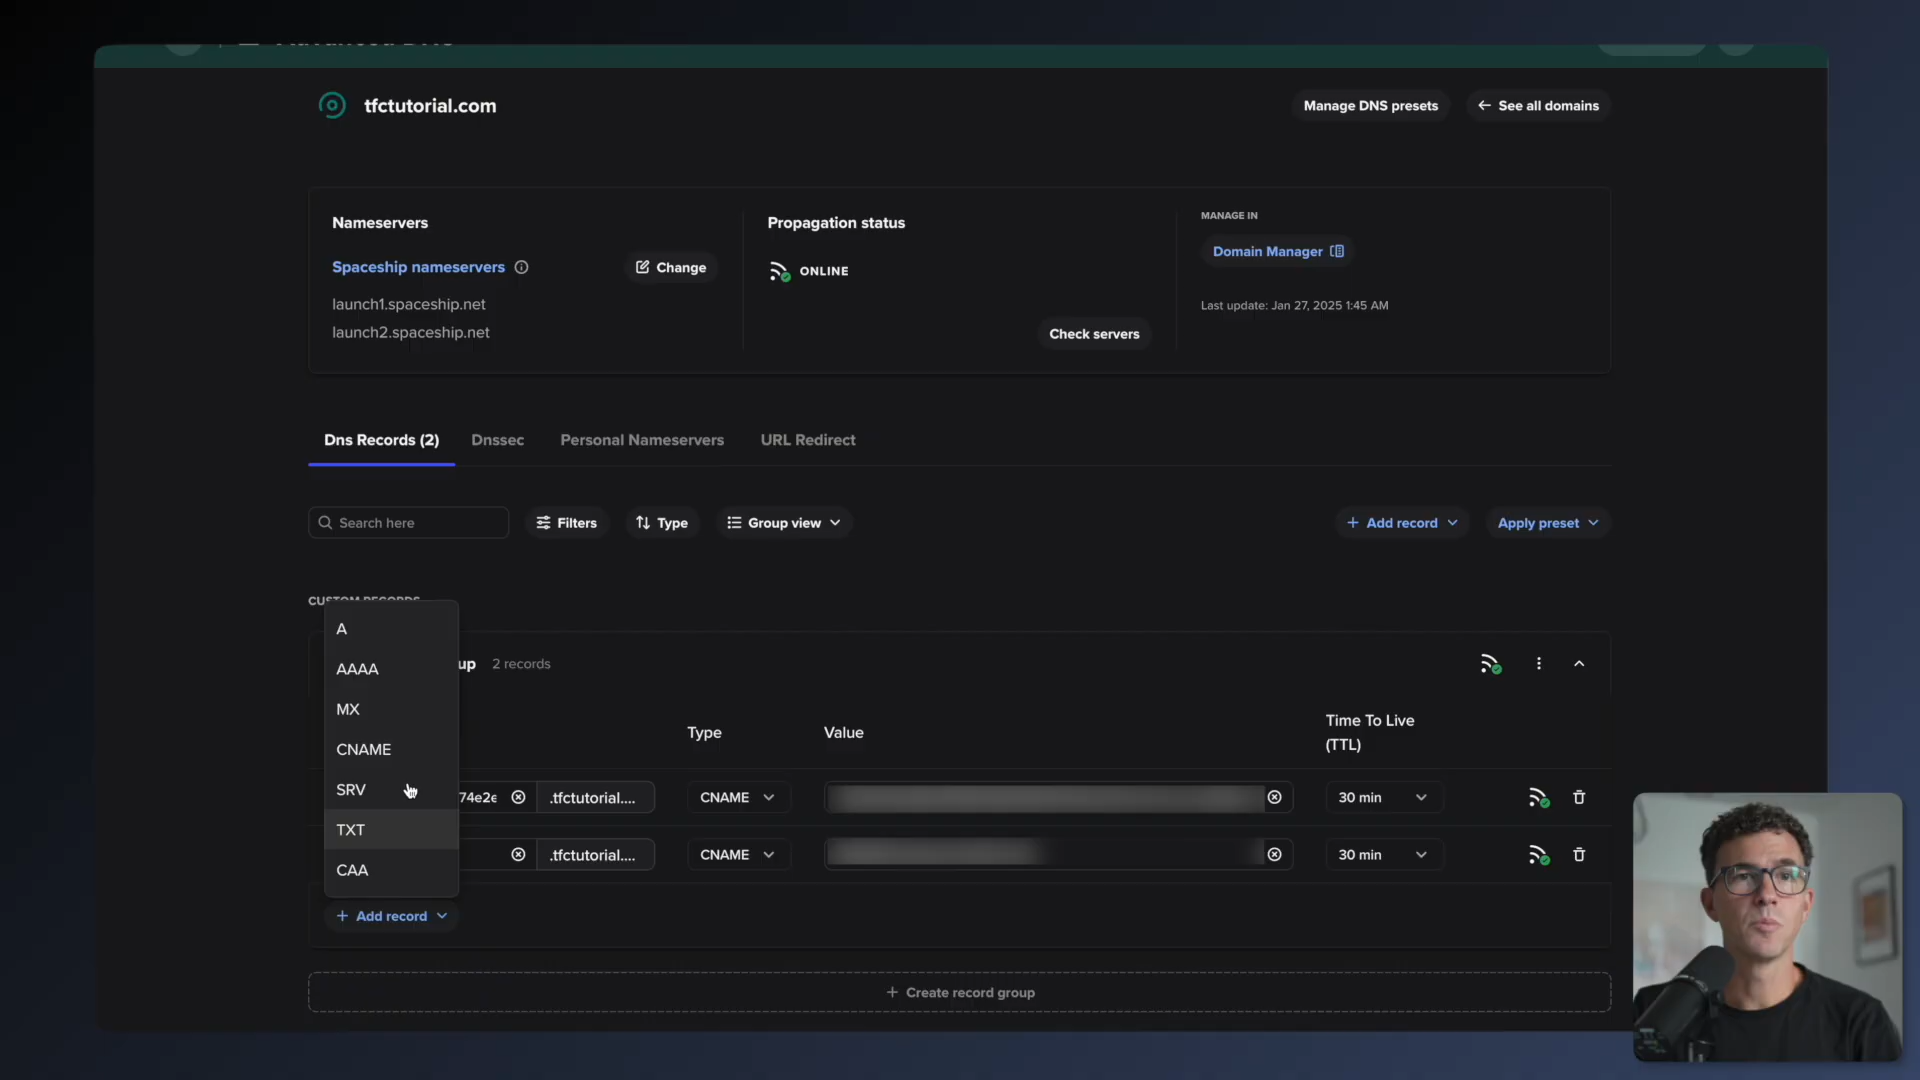 tfctutorial.com
Manage DNS presets
See all domains
Nameservers
Spaceship nameservers
Change
launch1.spaceship.net
launch2.spaceship.net
Propagation status
ONLINE
Check servers
MANAGE IN
Domain Manager
Last update: Jan 27, 2025 1:45 AM
Dns Records (2)
Dnssec
Personal Nameservers
URL Redirect
Search here
Filters
Type
Group view
+ Add record
Apply preset
CUSTOM RECORDS
A
AAAA
MX
CNAME
SRV
TXT
CAA
up 2 records
Type
Value
Time To Live
(TTL)
74e2e .tfctutorial.... CNAME 30 min
.tfctutorial.... CNAME 30 min
+ Add record
+ Create record group